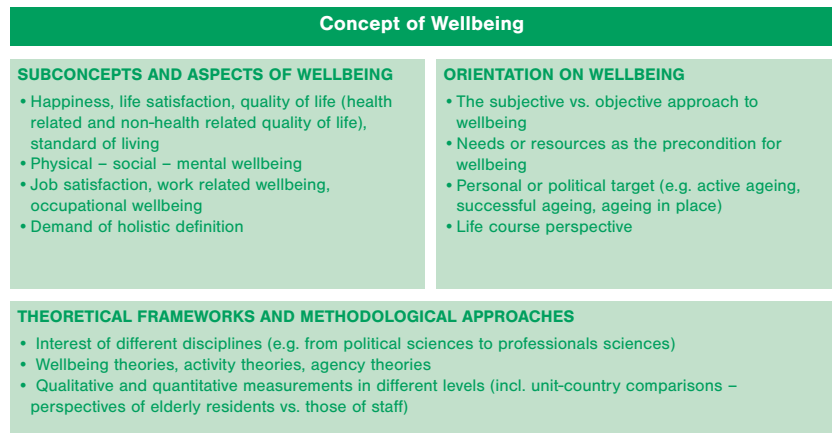 Concept of Wellbeing
SUBCONCEPTS AND ASPECTS OF WELLBEING
• Happiness, life satisfaction, quality of life (health
related and non-health related quality of life),
standard of living
• Physical – social – mental wellbeing
• Job satisfaction, work related wellbeing,
occupational wellbeing
• Demand of holistic definition
ORIENTATION ON WELLBEING
• The subjective vs. objective approach to
wellbeing
• Needs or resources as the precondition for
wellbeing
• Personal or political target (e.g. active ageing,
successful ageing, ageing in place)
• Life course perspective
THEORETICAL FRAMEWORKS AND METHODOLOGICAL APPROACHES
• Interest of different disciplines (e.g. from political sciences to professionals sciences)
• Wellbeing theories, activity theories, agency theories
• Qualitative and quantitative measurements in different levels (incl. unit-country comparisons –
perspectives of elderly residents vs. those of staff)